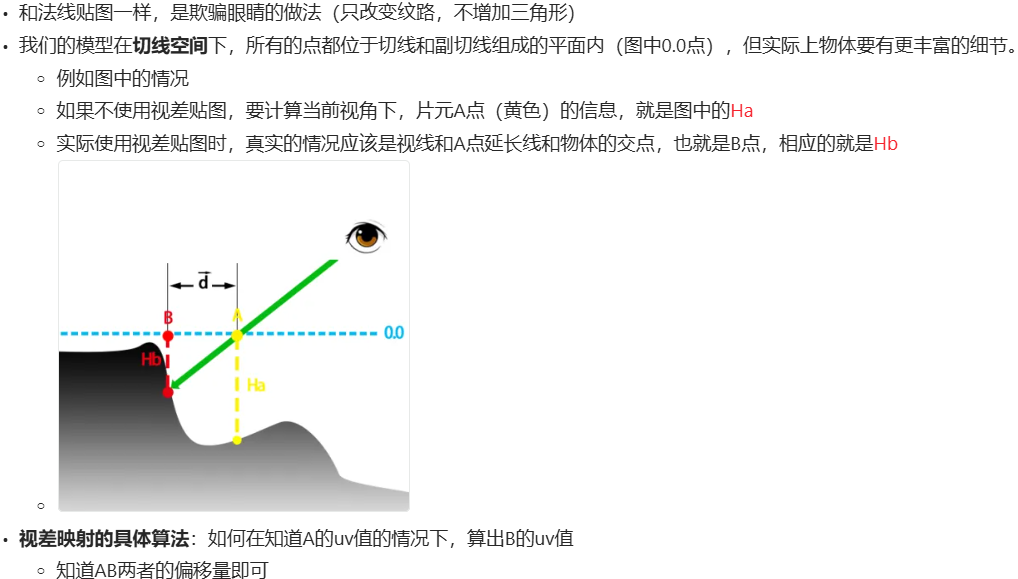 和法线贴图一样，是欺骗眼睛的做法（只改变纹路，不增加三角形）
我们的模型在切线空间下，所有的点都位于切线和副切线组成的平面内（图中0.0点），但实际上物体要有更丰富的细节。
例如图中的情况
如果不使用视差贴图，要计算当前视角下，片元A点（黄色）的信息，就是图中的Ha
实际使用视差贴图时，真实的情况应该是视线和A点延长线和物体的交点，也就是B点，相应的就是Hb
d
B
A
0.0
Hb
Ha
视差映射的具体算法：如何在知道A的uv值的情况下，算出B的uv值
知道AB两者的偏移量即可